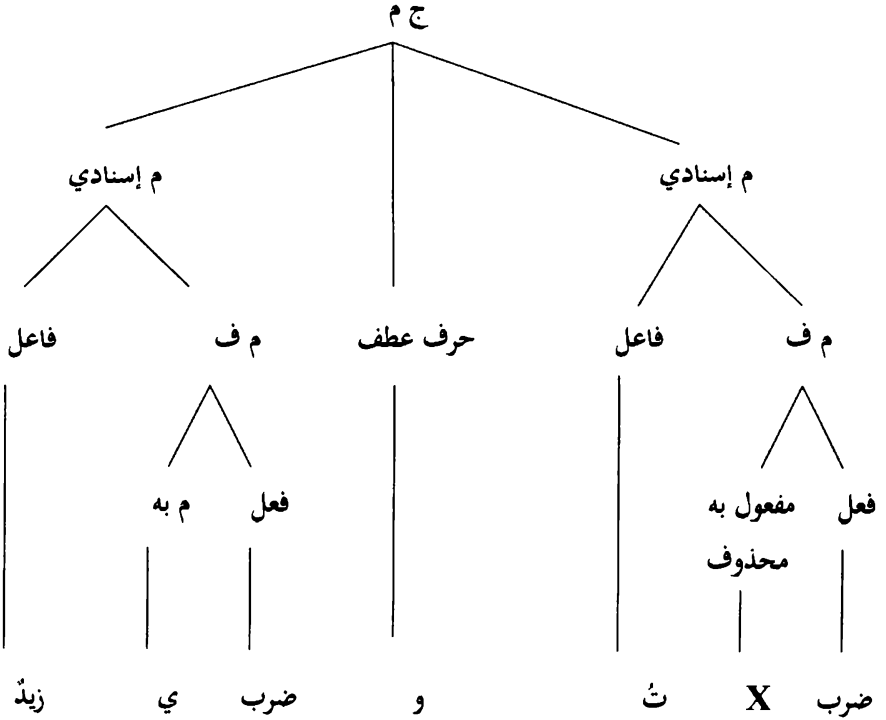 ج م
م إسنادي م إسنادي
م ف فاعل حرف عطف م ف فاعل
فعل مفعول به فعل م به
محذوف
ضرب X تُ و ضرب ي زيدٌ